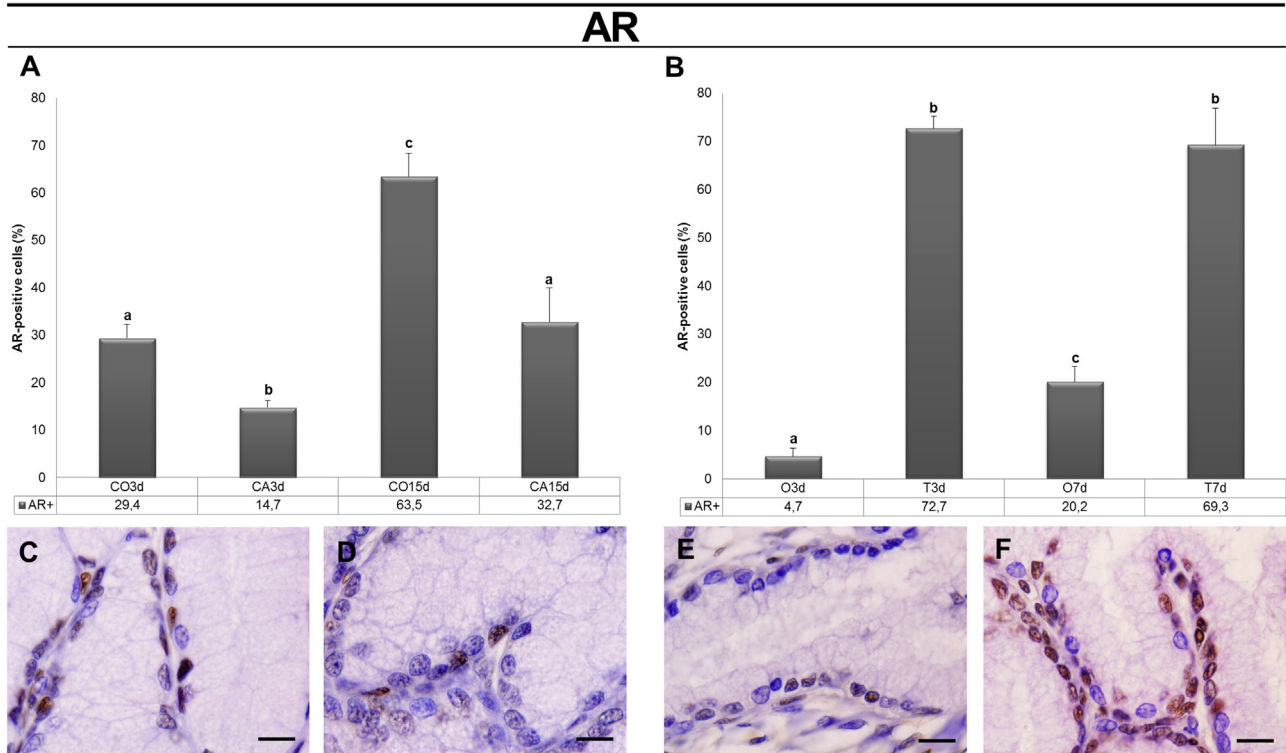 AR
A
AR-positive cells (%)
80
70
60
50
40
30
20
10
0
a
b
c
a
CO3d CA3d CO15d CA15d
AR+ 29,4 14,7 63,5 32,7
B
AR-positive cells (%)
80
70
60
50
40
30
20
10
0
a
b
c
b
O3d T3d O7d T7d
AR+ 4,7 72,7 20,2 69,3
C
D
E
F